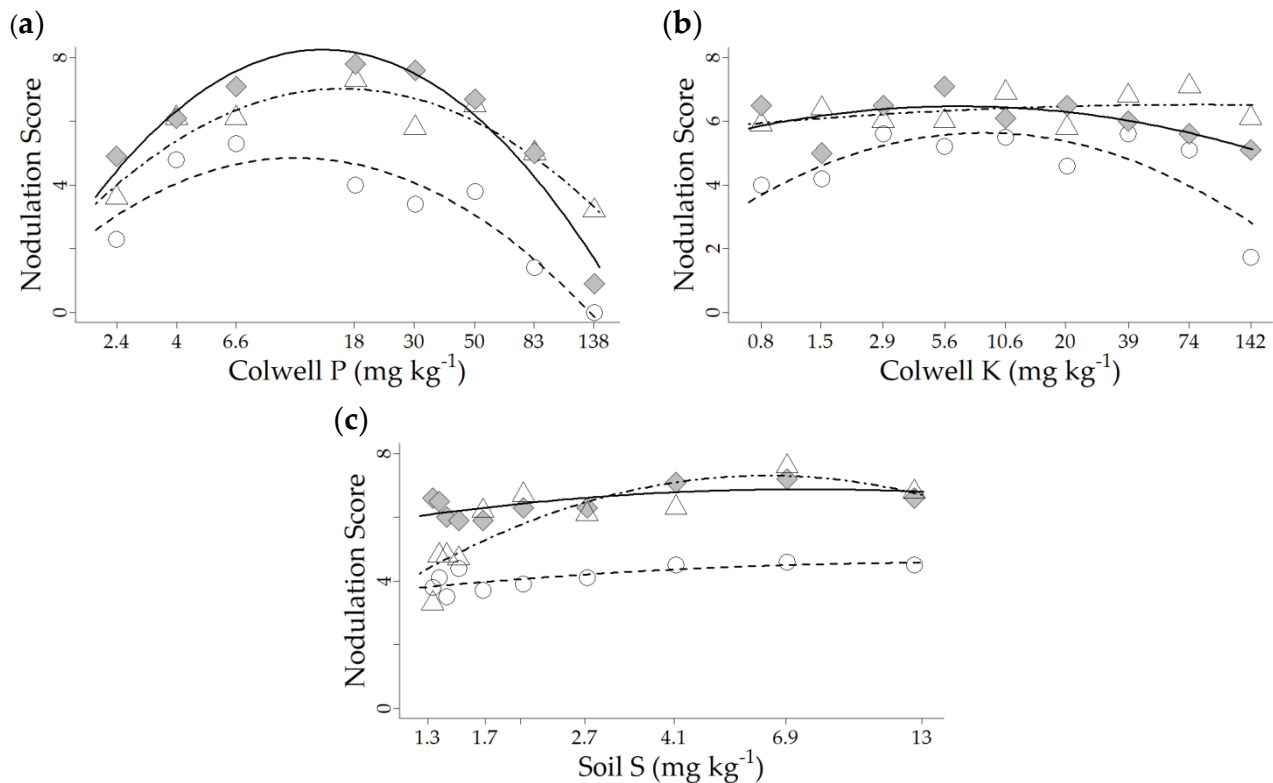 (a)
Nodulation Score
8
4
0
2.4 4 6.6 18 30 50 83 138
Colwell P (mg kg⁻¹)
(b)
Nodulation Score
8
6
4
2
0
0.8 1.5 2.9 5.6 10.6 20 39 74 142
Colwell K (mg kg⁻¹)
(c)
Nodulation Score
8
4
0
1.3 1.7 2.7 4.1 6.9 13
Soil S (mg kg⁻¹)